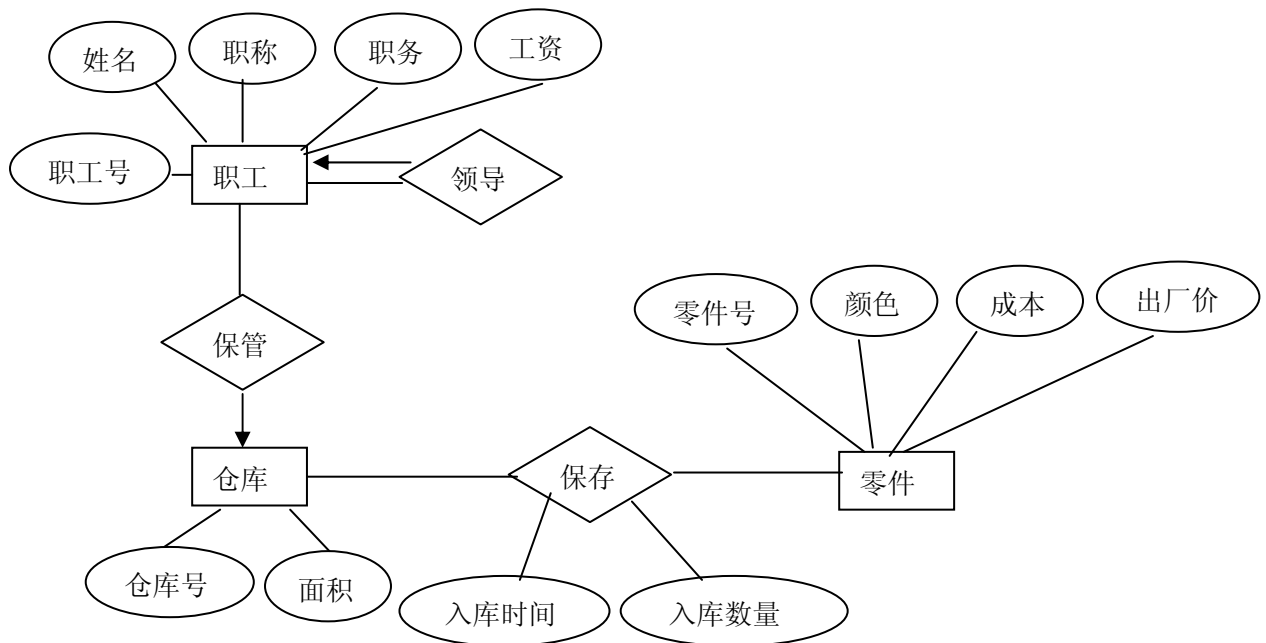 姓名
职称
职务
工资
职工号
职工
领导
保管
零件号
颜色
成本
出厂价
仓库
保存
零件
仓库号
面积
入库时间
入库数量